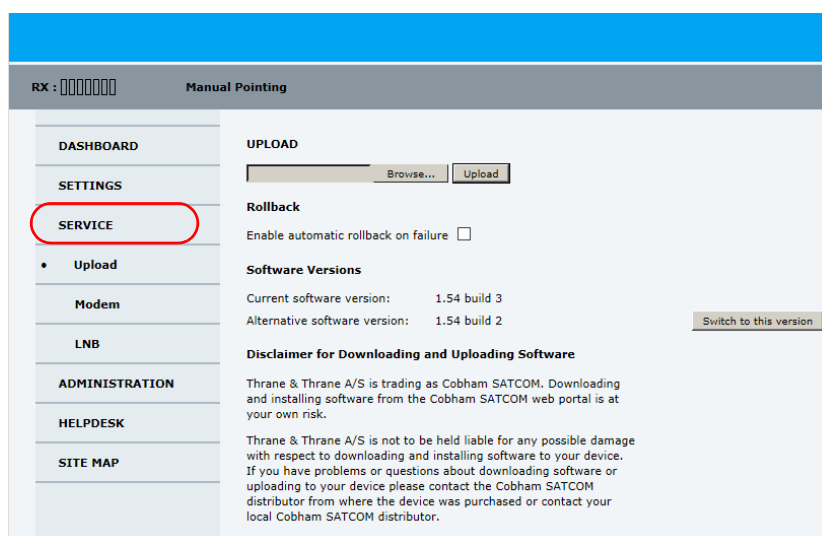 RX : Manual Pointing
DASHBOARD
SETTINGS
SERVICE
• Upload
Modem
LNB
ADMINISTRATION
HELPDESK
SITE MAP
UPLOAD
Browse... Upload
Rollback
Enable automatic rollback on failure
Software Versions
Current software version: 1.54 build 3
Alternative software version: 1.54 build 2 Switch to this version
Disclaimer for Downloading and Uploading Software
Thrane & Thrane A/S is trading as Cobham SATCOM. Downloading
and installing software from the Cobham SATCOM web portal is at
your own risk.
Thrane & Thrane A/S is not to be held liable for any possible damage
with respect to downloading and installing software to your device.
If you have problems or questions about downloading software or
uploading to your device please contact the Cobham SATCOM
distributor from where the device was purchased or contact your
local Cobham SATCOM distributor.